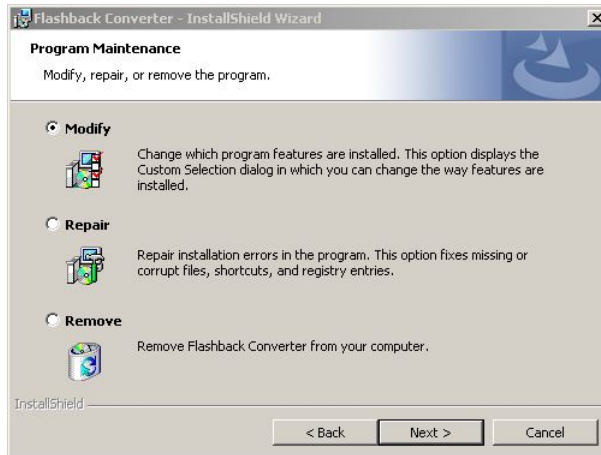 Flashback Converter - InstallShield Wizard
Program Maintenance
Modify, repair, or remove the program.
Modify
Change which program features are installed. This option displays the
Custom Selection dialog in which you can change the way features are
installed.
Repair
Repair installation errors in the program. This option fixes missing or
corrupt files, shortcuts, and registry entries.
Remove
Remove Flashback Converter from your computer.
InstallShield
< Back Next > Cancel